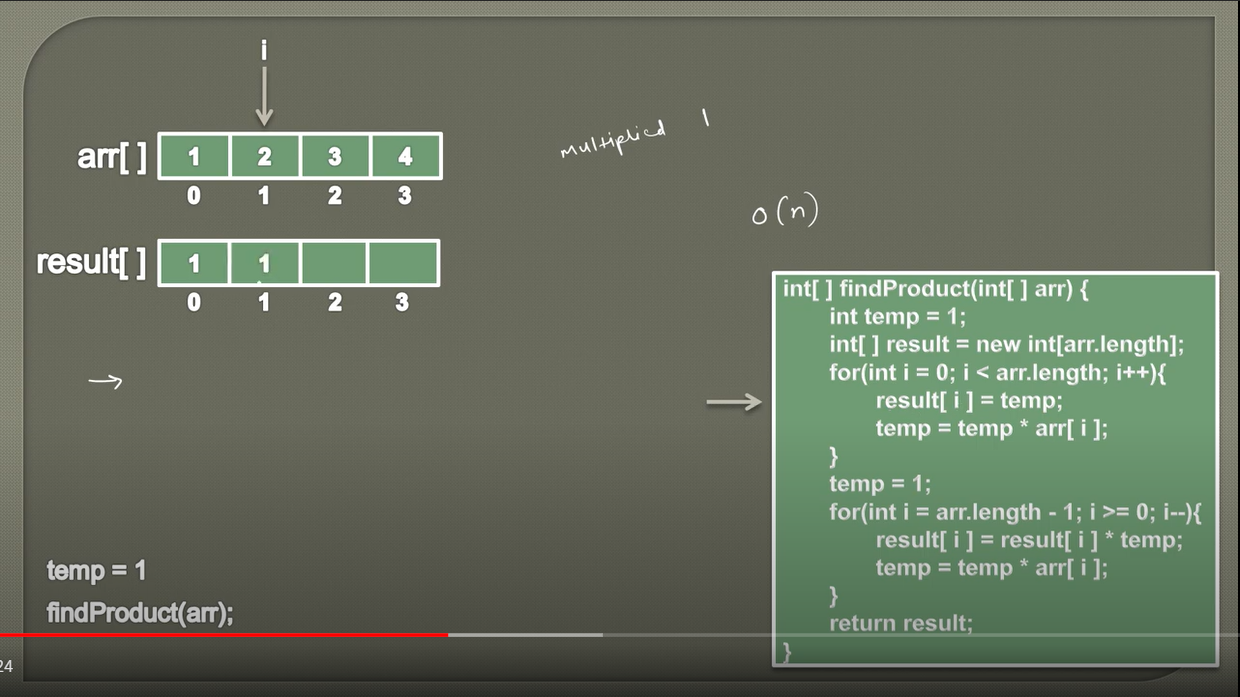 i
arr[ ] 1 2 3 4
0 1 2 3
multiplied 1
o(n)
result[ ] 1 1
0 1 2 3
int[ ] findProduct(int[ ] arr) {
int temp = 1;
int[ ] result = new int[arr.length];
for(int i = 0; i < arr.length; i++){
result[ i ] = temp;
temp = temp * arr[ i ];
}
temp = 1;
for(int i = arr.length - 1; i >= 0; i--){
result[ i ] = result[ i ] * temp;
temp = temp * arr[ i ];
}
return result;
}
temp = 1
findProduct(arr);
24